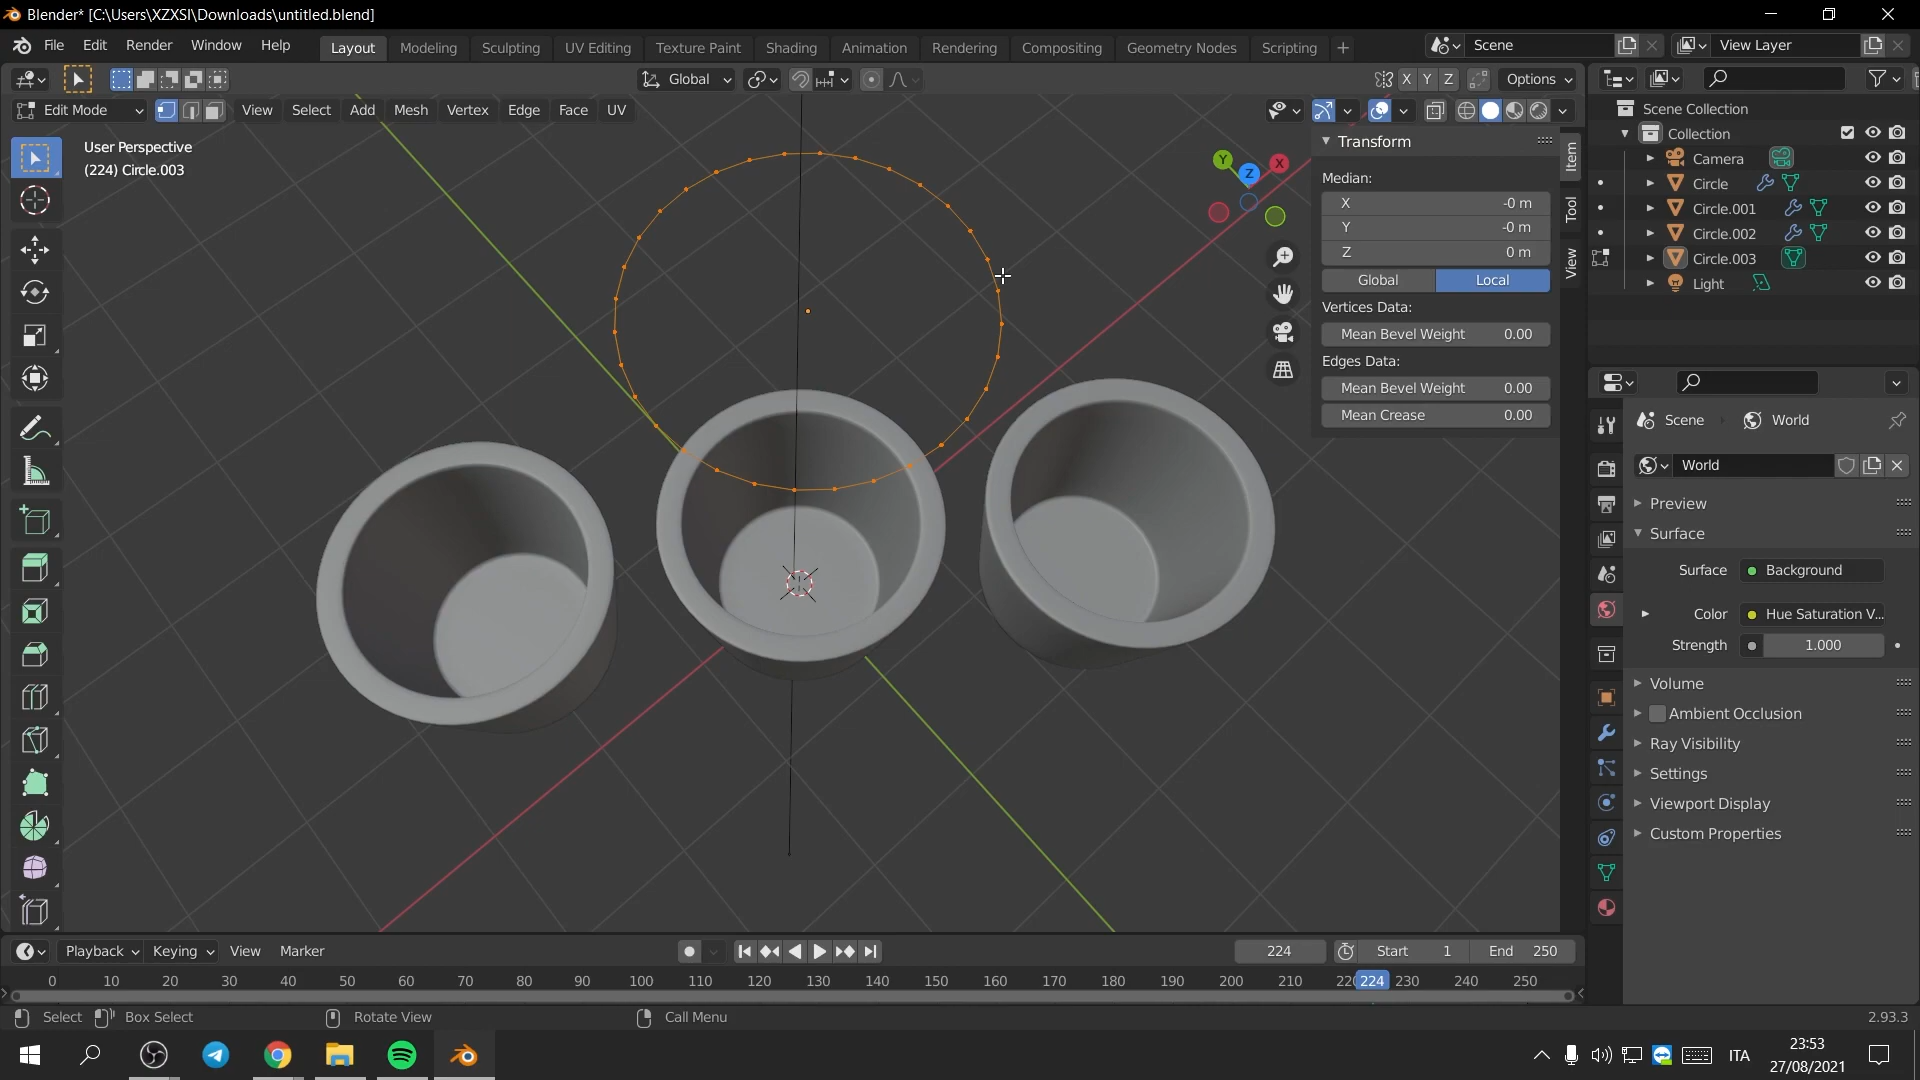 Blender* [C:\Users\XZXSI\Downloads\untitled.blend]
File Edit Render Window Help
Layout Modeling Sculpting UV Editing Texture Paint Shading Animation Rendering Compositing Geometry Nodes Scripting
Scene
View Layer
Global
X Y Z
Options
Edit Mode
View Select Add Mesh Vertex Edge Face UV
User Perspective
(224) Circle.003
Y
X
Z
Transform
Median:
X -0 m
Y -0 m
Z 0 m
Global Local
Vertices Data:
Mean Bevel Weight 0.00
Edges Data:
Mean Bevel Weight 0.00
Mean Crease 0.00
Item
Tool
View
Scene Collection
Collection
Camera
Circle
Circle.001
Circle.002
Circle.003
Light
Scene World
World
Preview
Surface
Surface Background
Color Hue Saturation V...
Strength 1.000
Volume
Ambient Occlusion
Ray Visibility
Settings
Viewport Display
Custom Properties
Playback Keying View Marker
224
Start 1
End 250
0 10 20 30 40 50 60 70 80 90 100 110 120 130 140 150 160 170 180 190 200 210 22 224 230 240 250
Select Box Select Rotate View Call Menu
2.93.3
ITA
23:53
27/08/2021